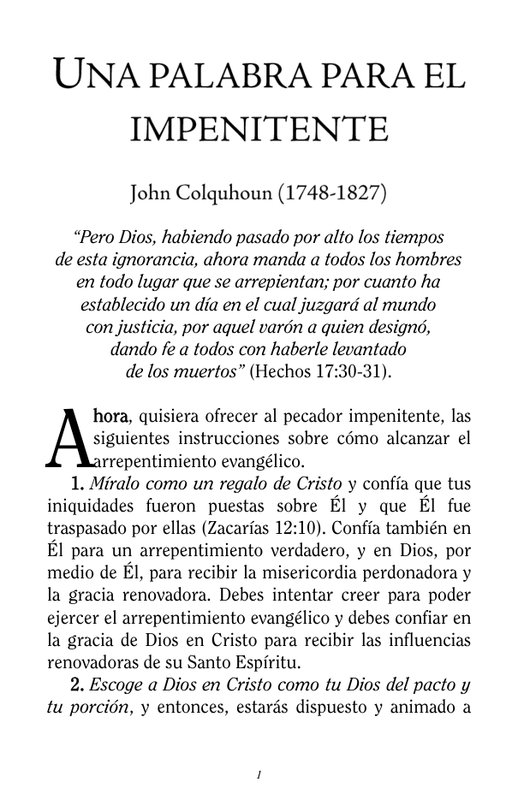 UNA PALABRA PARA EL
IMPENITENTE
John Colquhoun (1748-1827)
“Pero Dios, habiendo pasado por alto los tiempos
de esta ignorancia, ahora manda a todos los hombres
en todo lugar que se arrepientan; por cuanto ha
establecido un día en el cual juzgará al mundo
con justicia, por aquel varón a quien designó,
dando fe a todos con haberle levantado
de los muertos” (Hechos 17:30-31).
Ahora, quisiera ofrecer al pecador impenitente, las
siguientes instrucciones sobre cómo alcanzar el
arrepentimiento evangélico.
1. Míralo como un regalo de Cristo y confía que tus
iniquidades fueron puestas sobre Él y que Él fue
traspasado por ellas (Zacarías 12:10). Confía también en
Él para un arrepentimiento verdadero, y en Dios, por
medio de Él, para recibir la misericordia perdonadora y
la gracia renovadora. Debes intentar creer para poder
ejercer el arrepentimiento evangélico y debes confiar en
la gracia de Dios en Cristo para recibir las influencias
renovadoras de su Santo Espíritu.
2. Escoge a Dios en Cristo como tu Dios del pacto y
tu porción, y entonces, estarás dispuesto y animado a
1